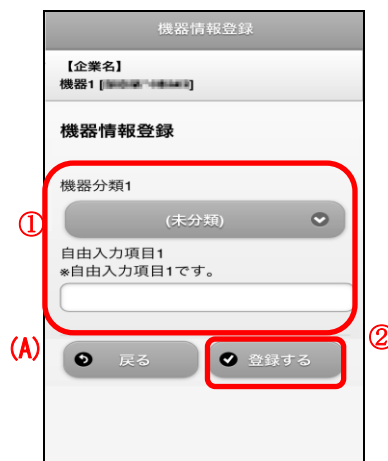 機器情報登録
【企業名】
機器1 [
]
機器情報登録
機器分類1
①
(未分類)
自由入力項目1
*自由入力項目1です。
(A)
戻る
登録する
②